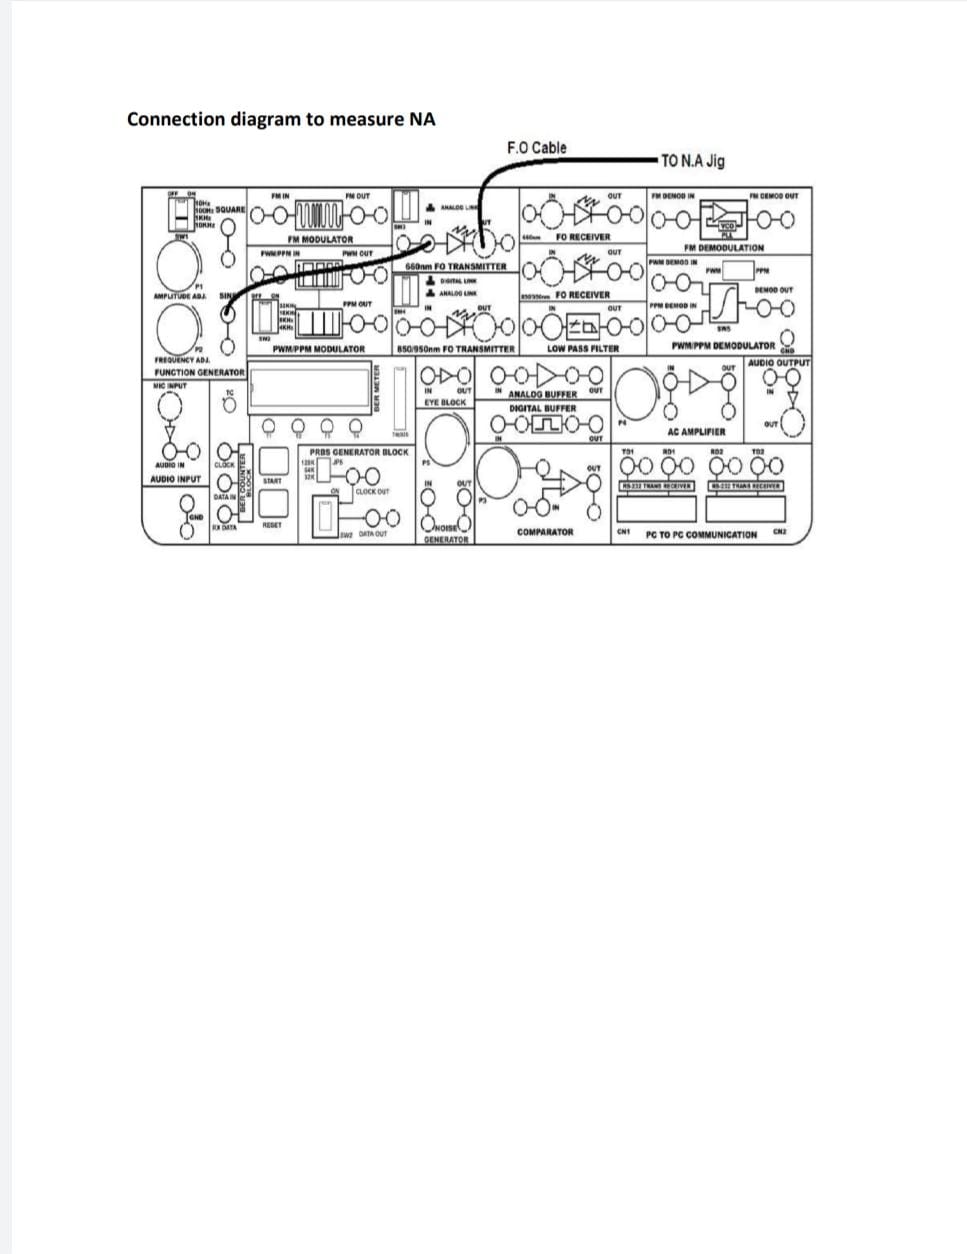 Connection diagram to measure NA
F.O Cable
TO N.A Jig
OFF ON
10Hz
100Hz
1KHz
10KHz
SQUARE
SW1
P1
AMPLITUDE ADJ.
SINE
P2
FREQUENCY ADJ.
FUNCTION GENERATOR
FM IN
FM OUT
FM MODULATOR
PWM/PPM IN
PWM OUT
OFF ON
32KHz
16KHz
8KHz
4KHz
PPM OUT
SW2
PWM/PPM MODULATOR
ANALOG LINK
SW3
IN
OUT
660nm FO TRANSMITTER
DIGITAL LINK
ANALOG LINK
SW4
IN
OUT
850/950nm FO TRANSMITTER
IN
OUT
660nm
FO RECEIVER
IN
OUT
850/950nm
FO RECEIVER
IN
OUT
LOW PASS FILTER
FM DEMOD IN
FM DEMOD OUT
VCO
PLL
FM DEMODULATION
PWM DEMOD IN
PWM
PPM
DEMOD OUT
PPM DEMOD IN
SW5
PWM/PPM DEMODULATOR
GND
MIC INPUT
AUDIO IN
AUDIO INPUT
GND
TC
CLOCK
DATA IN
RX DATA
BER COUNTER
BLOCK
BER METER
START
RESET
PRBS GENERATOR BLOCK
JP5
CLOCK OUT
ON
DATA OUT
IN
OUT
EYE BLOCK
P5
IN
OUT
NOISE
GENERATOR
IN
ANALOG BUFFER
OUT
DIGITAL BUFFER
IN
OUT
P3
OUT
IN
COMPARATOR
P4
IN
OUT
AC AMPLIFIER
AUDIO OUTPUT
IN
OUT
TD1
RD1
RD2
TD2
RS-232 TRANS RECEIVER
RS-232 TRANS RECEIVER
CN1
PC TO PC COMMUNICATION
CN2